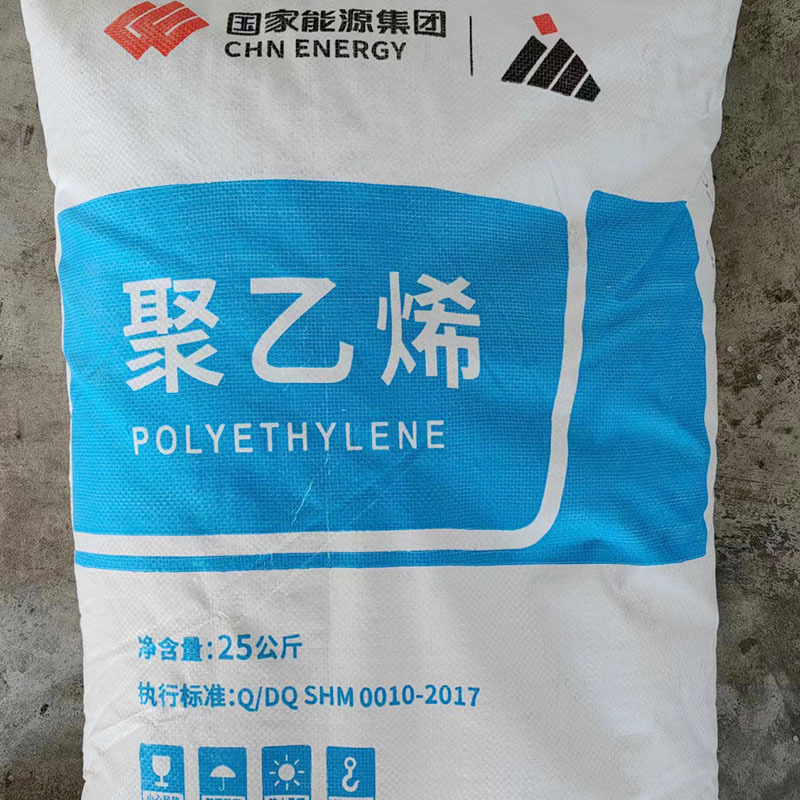 国家能源集团
CHN ENERGY
聚乙烯
POLYETHYLENE
净含量:25公斤
执行标准:Q/DQ SHM 0010-2017